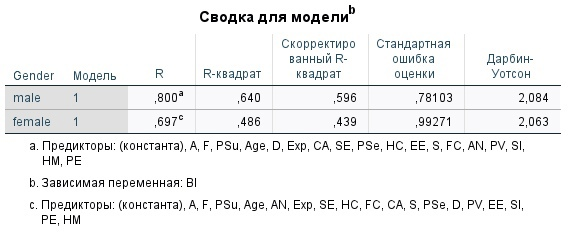 Сводка для модели^b
Gender Модель R R-квадрат Скорректиро ванный R-квадрат Стандартная ошибка оценки Дарбин-Уотсон
male 1 ,800^a ,640 ,596 ,78103 2,084
female 1 ,697^c ,486 ,439 ,99271 2,063
a. Предикторы: (константа), A, F, PSu, Age, D, Exp, CA, SE, PSe, HC, EE, S, FC, AN, PV, SI,
HM, PE
b. Зависимая переменная: BI
c. Предикторы: (константа), A, F, PSu, Age, AN, Exp, SE, HC, FC, CA, S, PSe, D, PV, EE, SI,
PE, HM